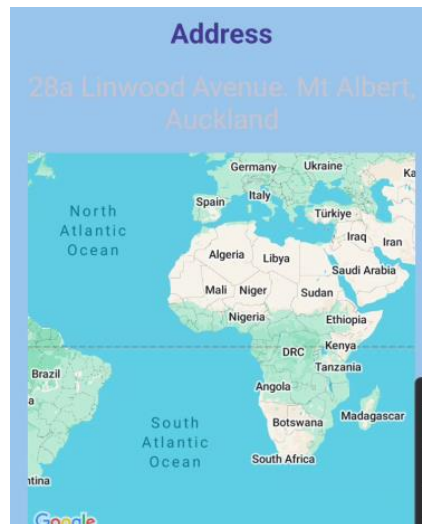 Address
28a Linwood Avenue. Mt Albert,
Auckland
Germany
Ukraine
Ka
Spain
Italy
Türkiye
North
Atlantic
Ocean
Iraq
Iran
Algeria
Libya
Saudi Arabia
Mali
Niger
Sudan
Nigeria
Ethiopia
DRC
Kenya
Tanzania
Brazil
a
Angola
Botswana
Madagascar
South
Atlantic
Ocean
South Africa
ntina
Google